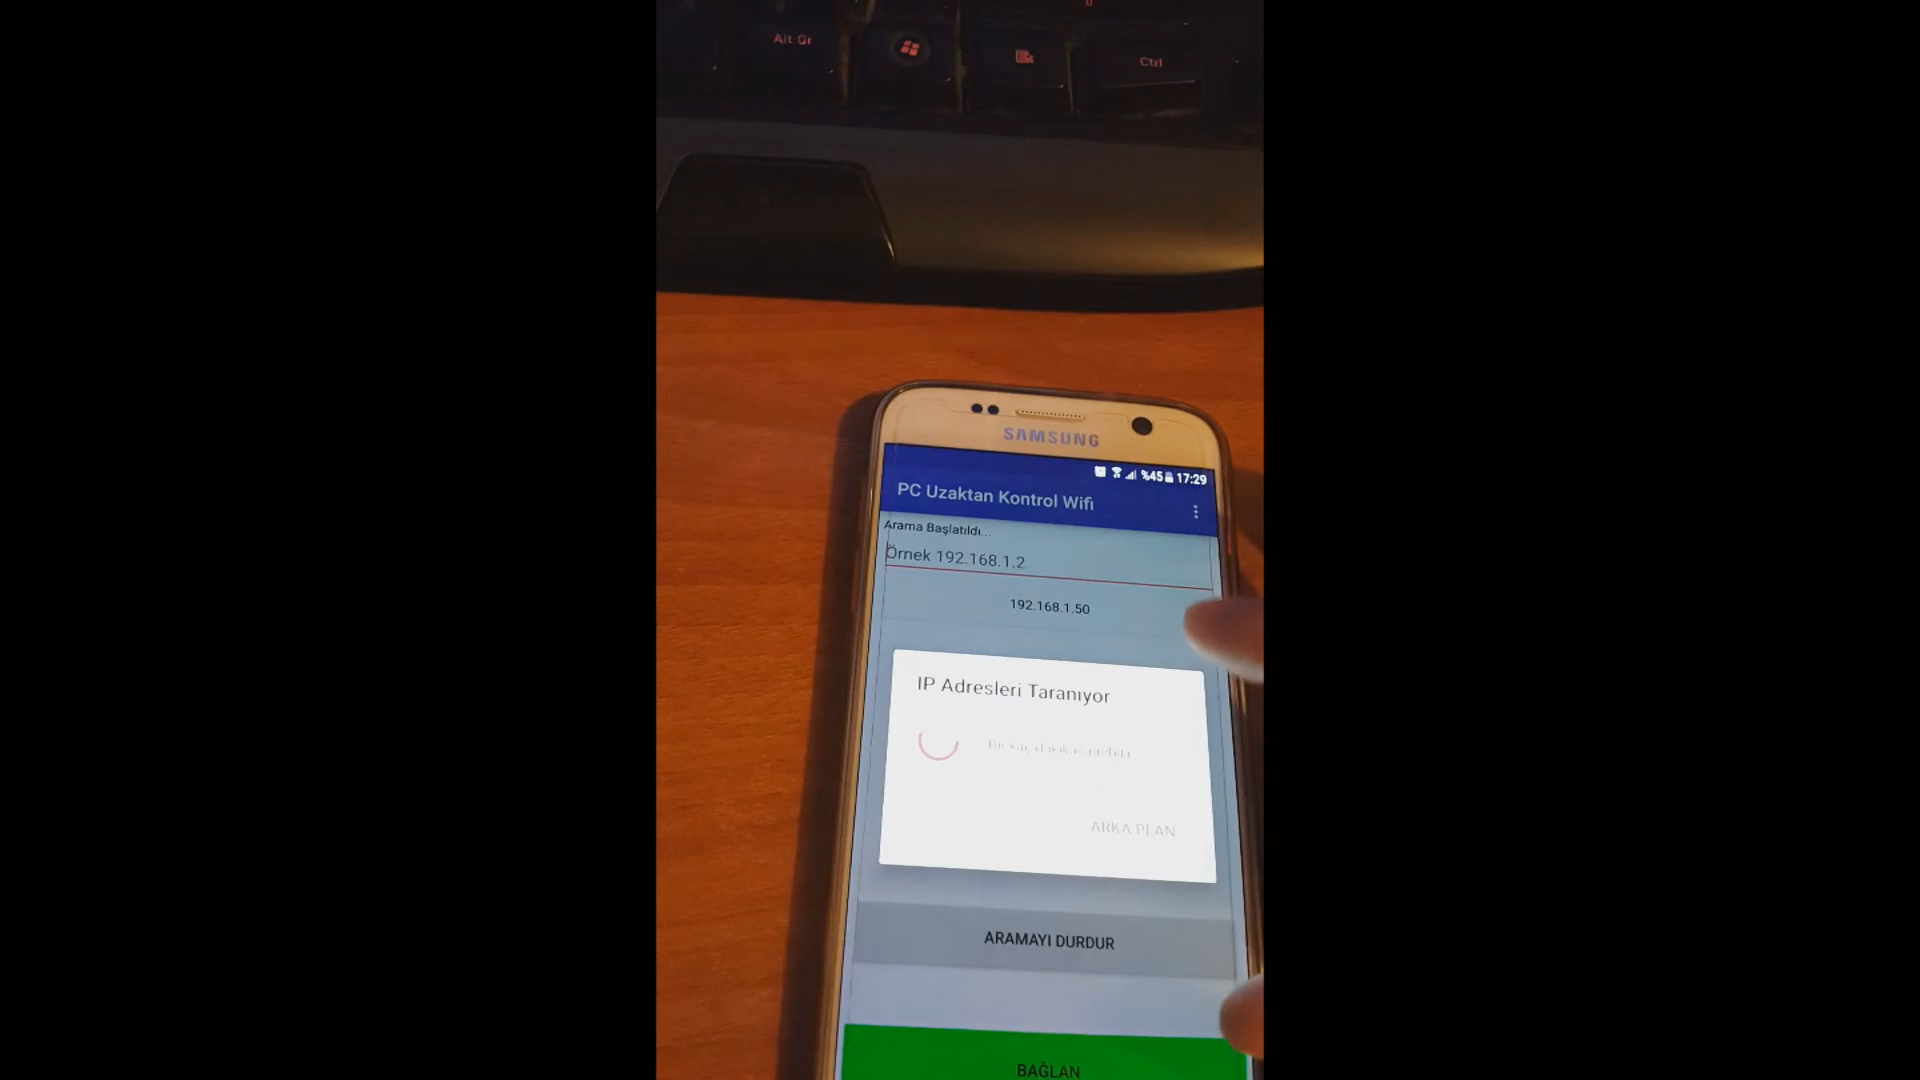 Alt Gr
Ctrl
SAMSUNG
%45 17:29
PC Uzaktan Kontrol Wifi
Arama Başlatıldı...
Örnek 192.168.1.2
192.168.1.50
IP Adresleri Taranıyor
ARKA PLAN
ARAMAYI DURDUR
BAĞLAN